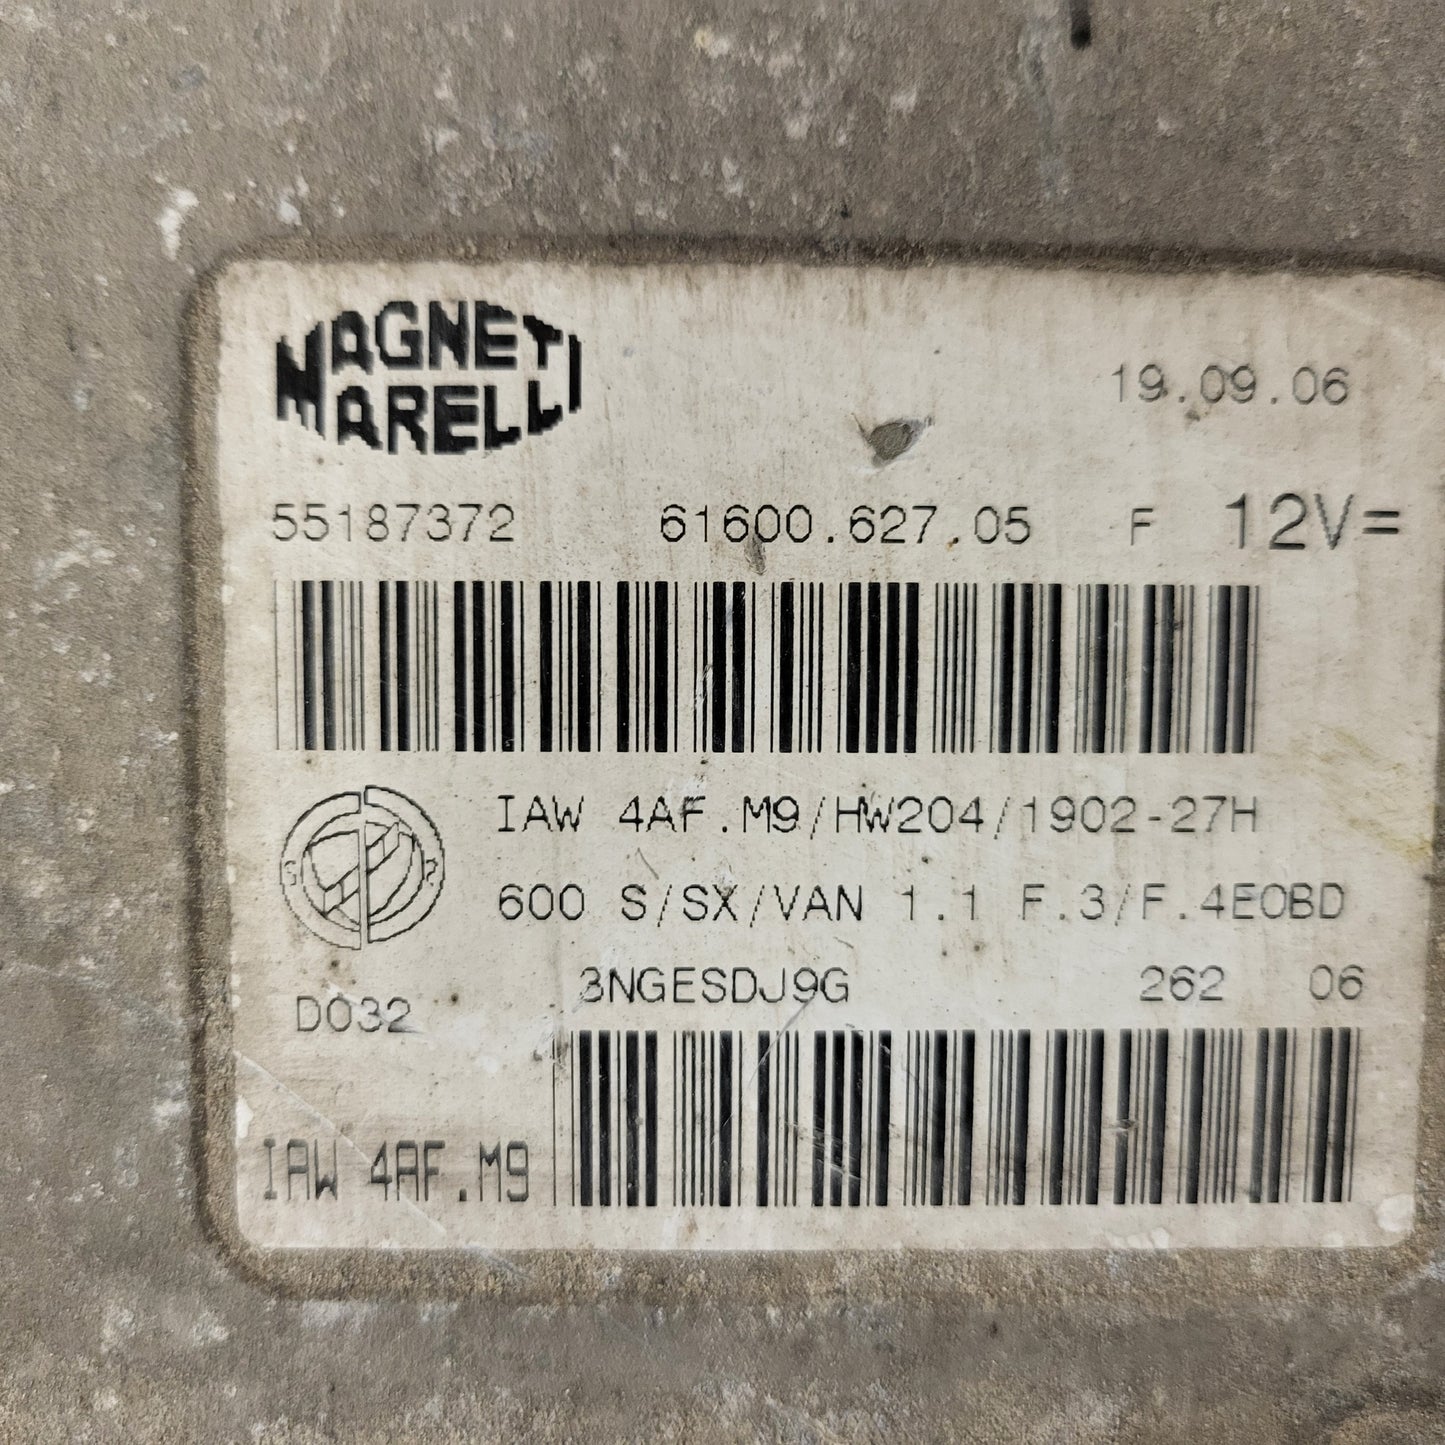 MAGNETI
MARELLI
19.09.06
55187372 61600.627.05 F 12V=
IAW 4AF.M9/HW204/1902-27H
600 S/SX/VAN 1.1 F.3/F.4EOBD
3NGESDJ9G 262 06
D032
IAW 4AF.M9